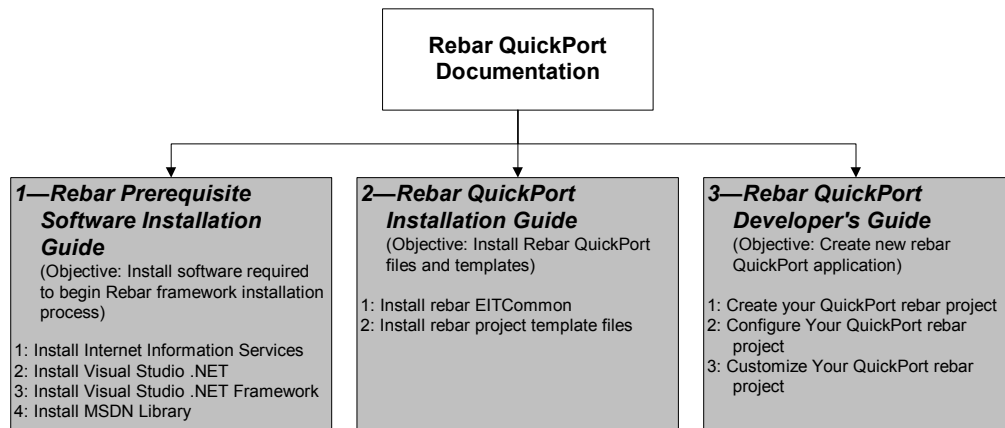 Rebar QuickPort
Documentation
1—Rebar Prerequisite
Software Installation
Guide
(Objective: Install software required
to begin Rebar framework installation
process)
1: Install Internet Information Services
2: Install Visual Studio .NET
3: Install Visual Studio .NET Framework
4: Install MSDN Library
2—Rebar QuickPort
Installation Guide
(Objective: Install Rebar QuickPort
files and templates)
1: Install rebar EITCommon
2: Install rebar project template files
3—Rebar QuickPort
Developer's Guide
(Objective: Create new rebar
QuickPort application)
1: Create your QuickPort rebar project
2: Configure Your QuickPort rebar
project
3: Customize Your QuickPort rebar
project